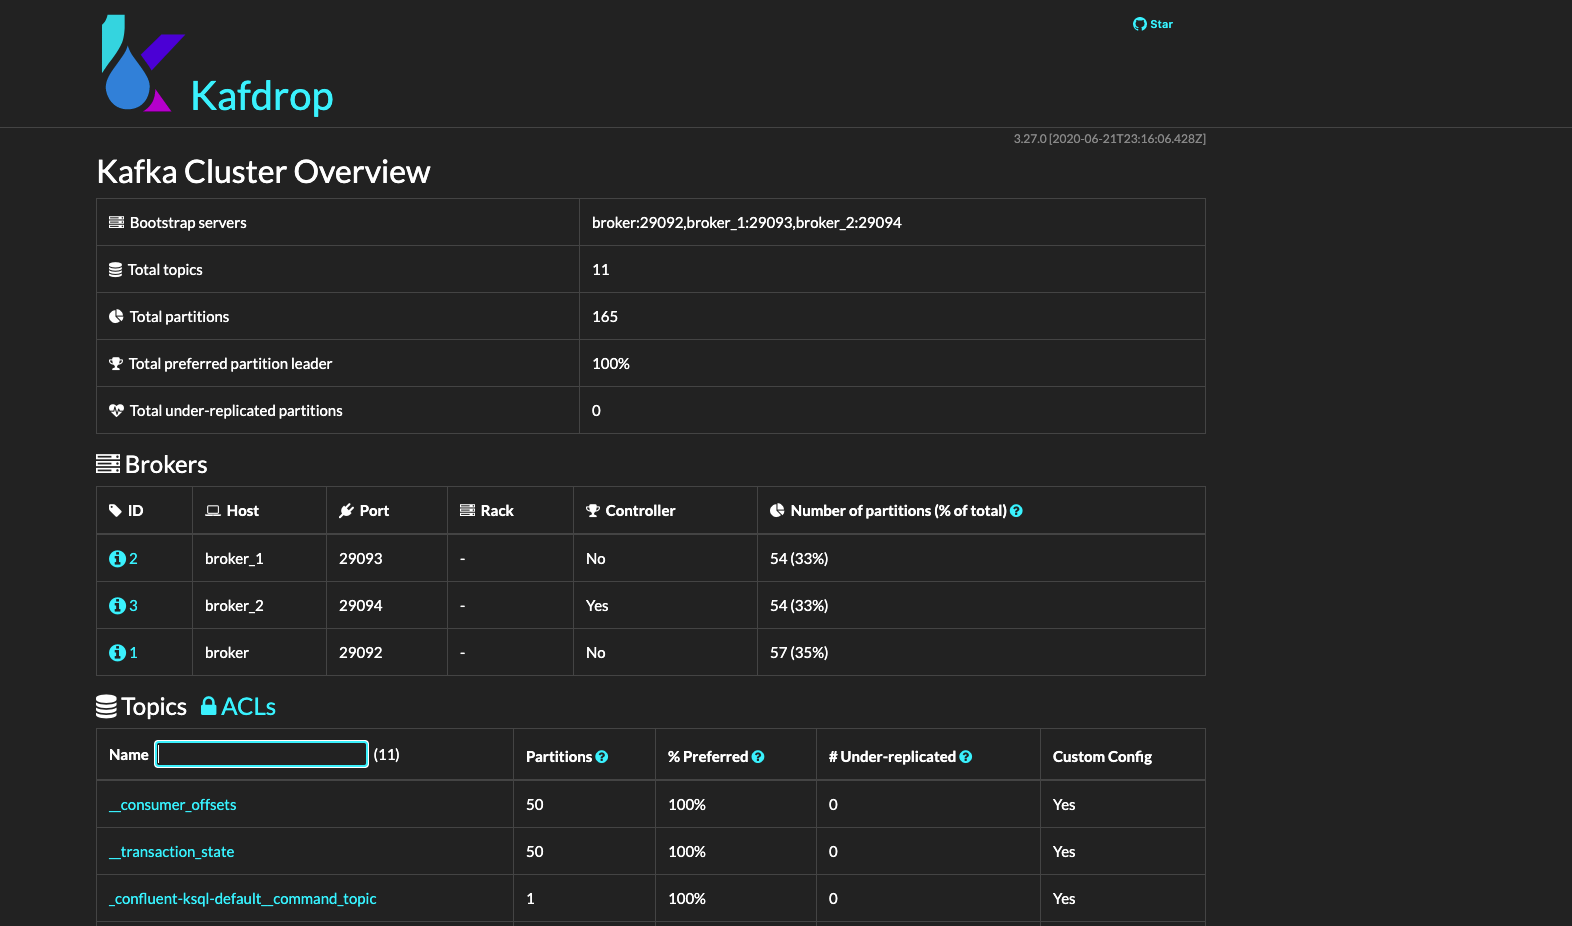 Star
Kafdrop
3.27.0 [2020-06-21T23:16:06.428Z]
Kafka Cluster Overview
Bootstrap servers broker:29092,broker_1:29093,broker_2:29094
Total topics 11
Total partitions 165
Total preferred partition leader 100%
Total under-replicated partitions 0
Brokers
ID Host Port Rack Controller Number of partitions (% of total)
2 broker_1 29093 - No 54 (33%)
3 broker_2 29094 - Yes 54 (33%)
1 broker 29092 - No 57 (35%)
Topics ACLs
Name (11) Partitions % Preferred # Under-replicated Custom Config
__consumer_offsets 50 100% 0 Yes
__transaction_state 50 100% 0 Yes
_confluent-ksql-default__command_topic 1 100% 0 Yes